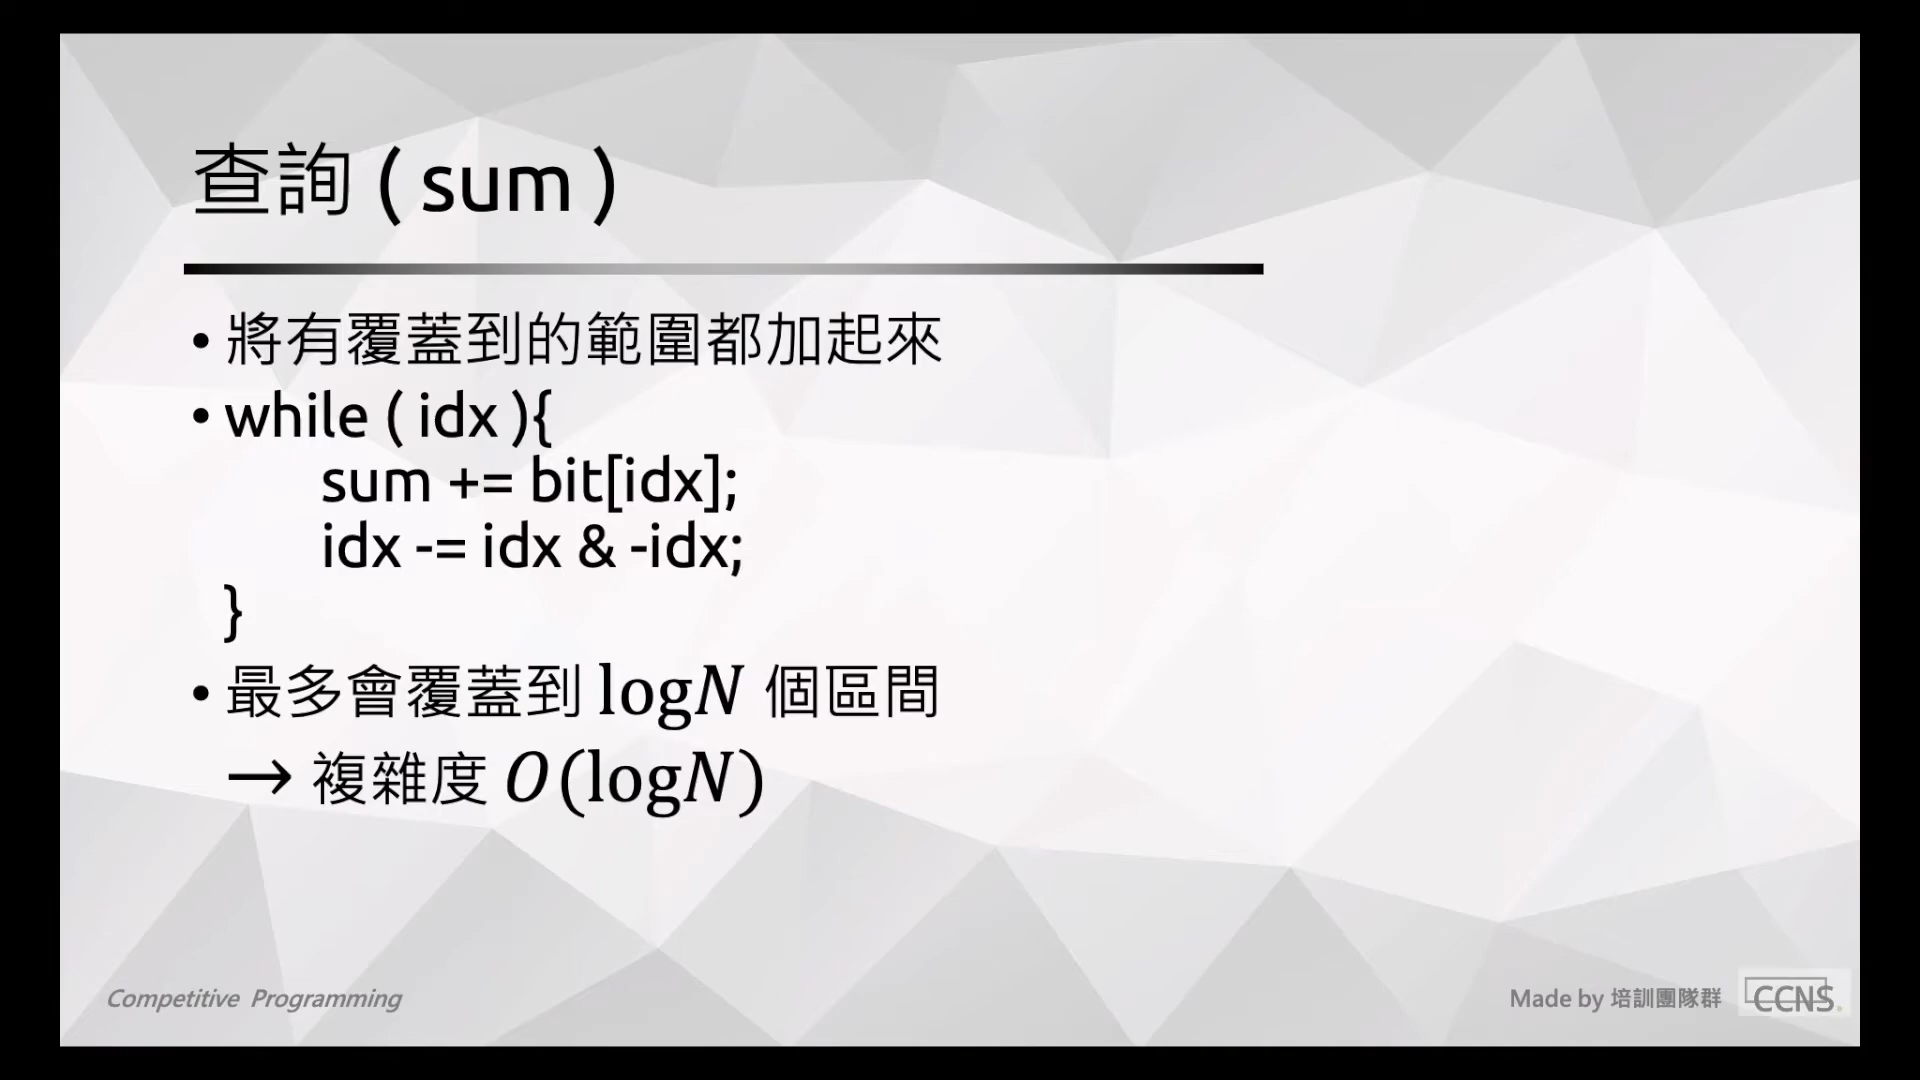 查詢 ( sum )
• 將有覆蓋到的範圍都加起來
• while ( idx ){
sum += bit[idx];
idx -= idx & -idx;
}
• 最多會覆蓋到 logN 個區間
→ 複雜度 O(logN)
Competitive Programming
Made by 培訓團隊群
CCNS.